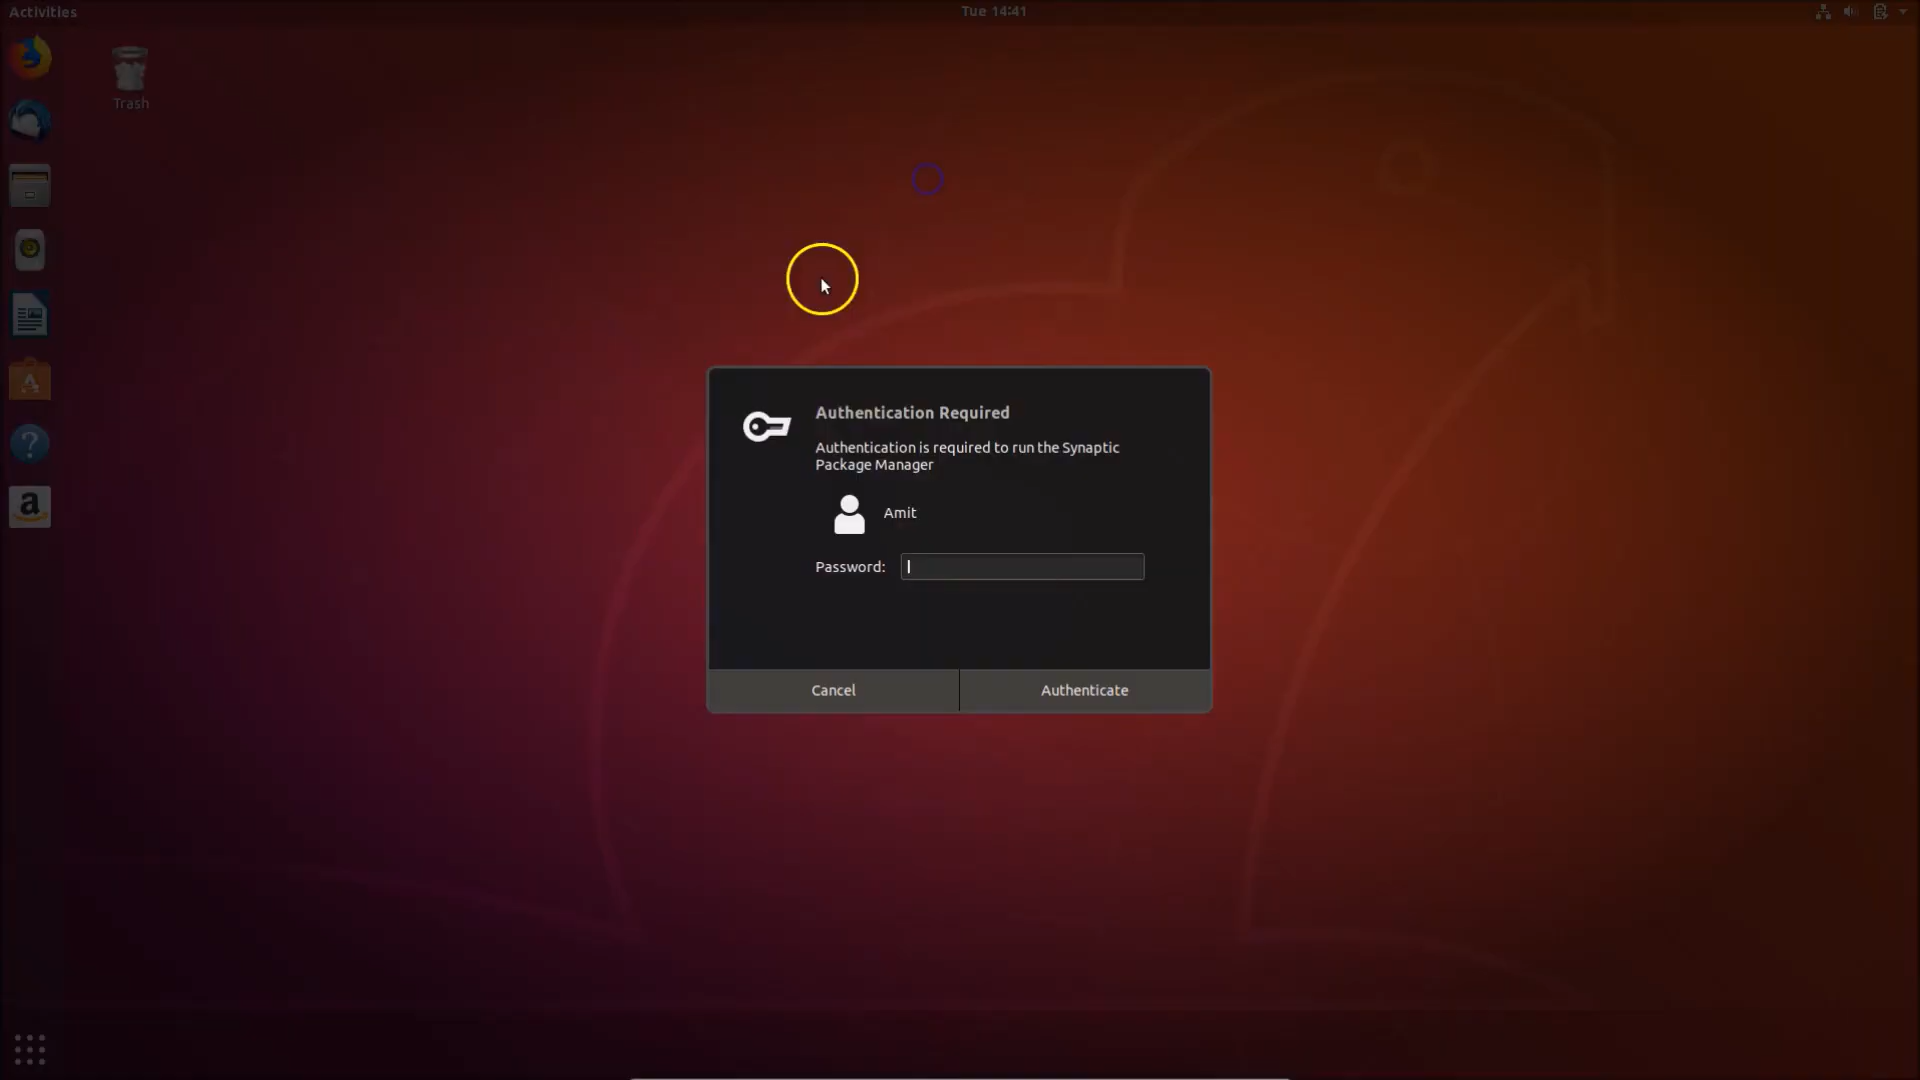 Activities
Tue 14:41
Trash
Authentication Required
Authentication is required to run the Synaptic
Package Manager
Amit
Password:
Cancel
Authenticate